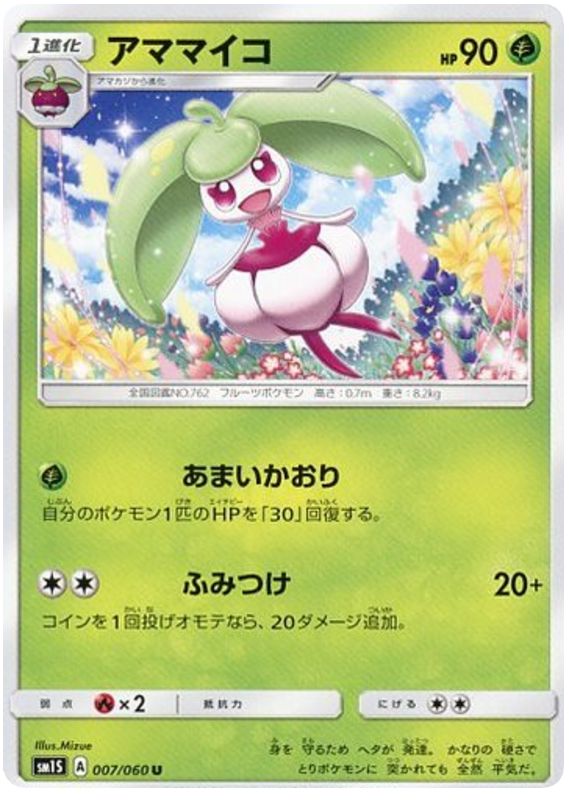 1進化
アママイコ
HP 90
アマカジから進化
全国図鑑NO.762 フルーツポケモン 高さ:0.7m 重さ:8.2kg
あまいかおり
自分のポケモン1匹のHPを「30」回復する。
ふみつけ 20+
コインを1回投げオモテなら、20ダメージ追加。
弱点 ×2 抵抗力 にげる
Illus.Mizue
SM1S A 007/060 U
身を守るため ヘタが 発達。かなりの 硬さで
とりポケモンに 突かれても 全然 平気だ。